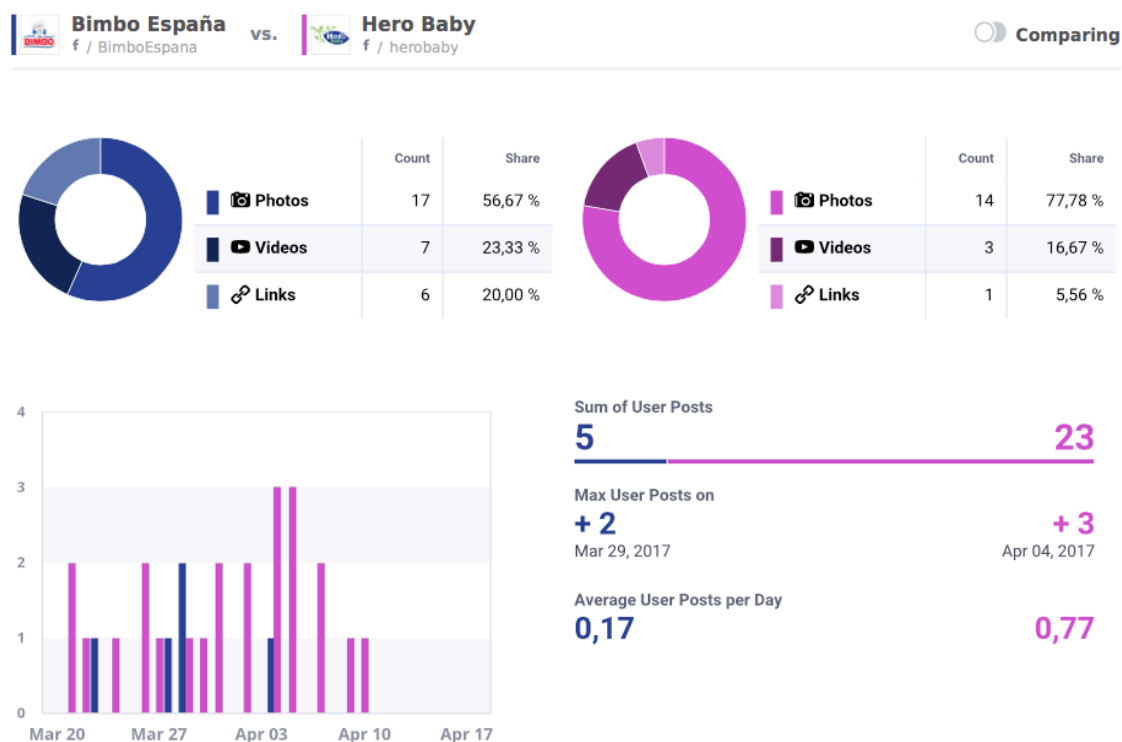 Bimbo España
f / BimboEspana
vs.
Hero Baby
f / herobaby
Comparing
BIMBO
Hero
Count Share
Photos 17 56,67 %
Videos 7 23,33 %
Links 6 20,00 %
Count Share
Photos 14 77,78 %
Videos 3 16,67 %
Links 1 5,56 %
4
3
2
1
0
Mar 20 Mar 27 Apr 03 Apr 10 Apr 17
Sum of User Posts
5 23
Max User Posts on
+ 2 + 3
Mar 29, 2017 Apr 04, 2017
Average User Posts per Day
0,17 0,77